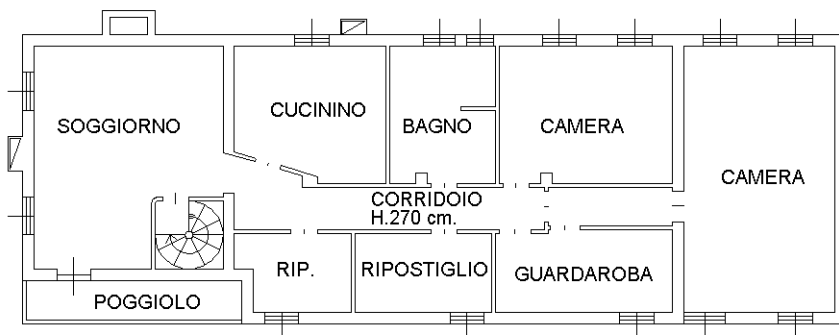 CUCININO
SOGGIORNO
BAGNO
CAMERA
CAMERA
CORRIDOIO
H.270 cm.
RIP.
RIPOSTIGLIO
GUARDAROBA
POGGIOLO